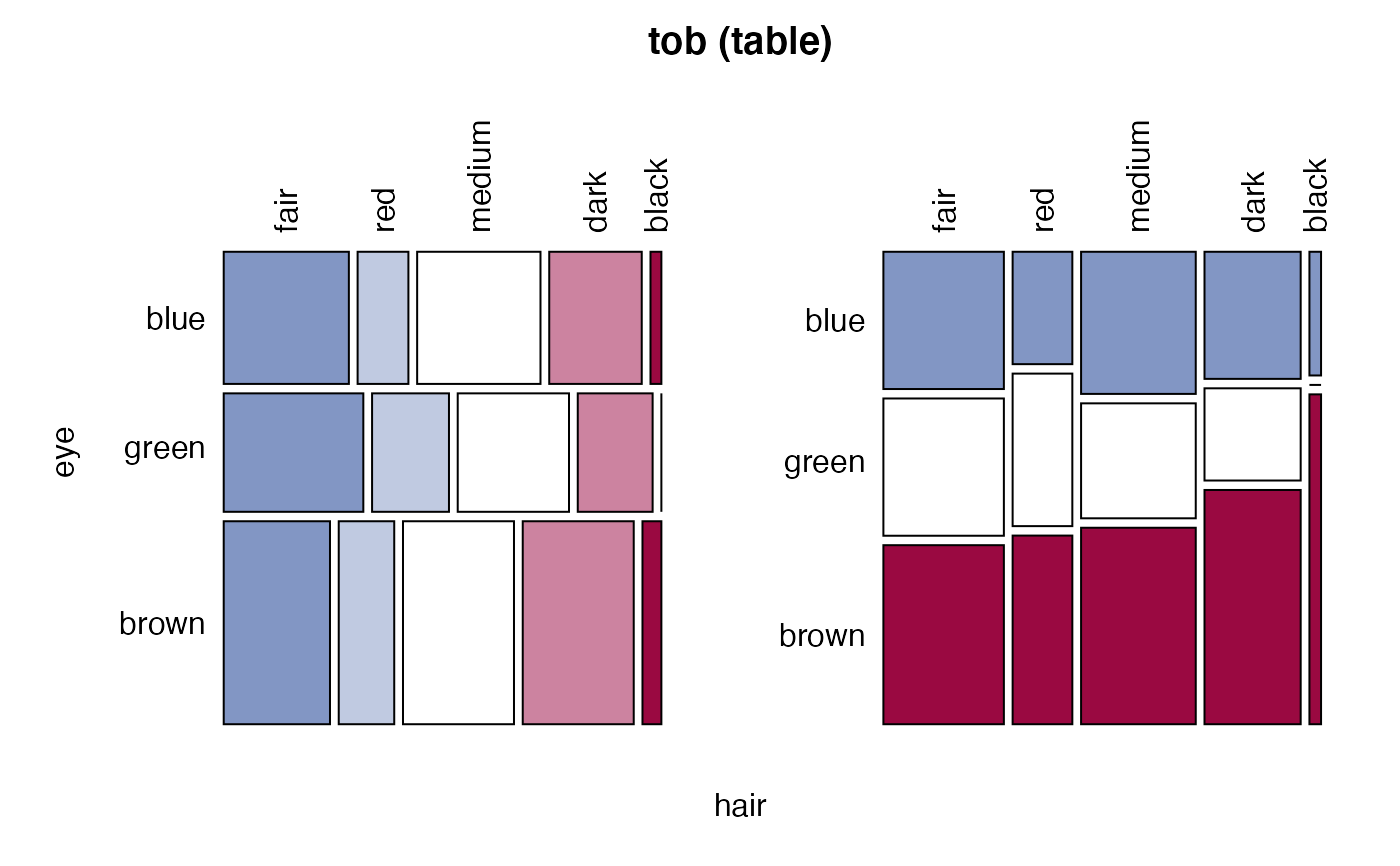 tob (table)
fair
red
medium
dark
black
fair
red
medium
dark
black
eye
blue
green
brown
blue
green
brown
hair